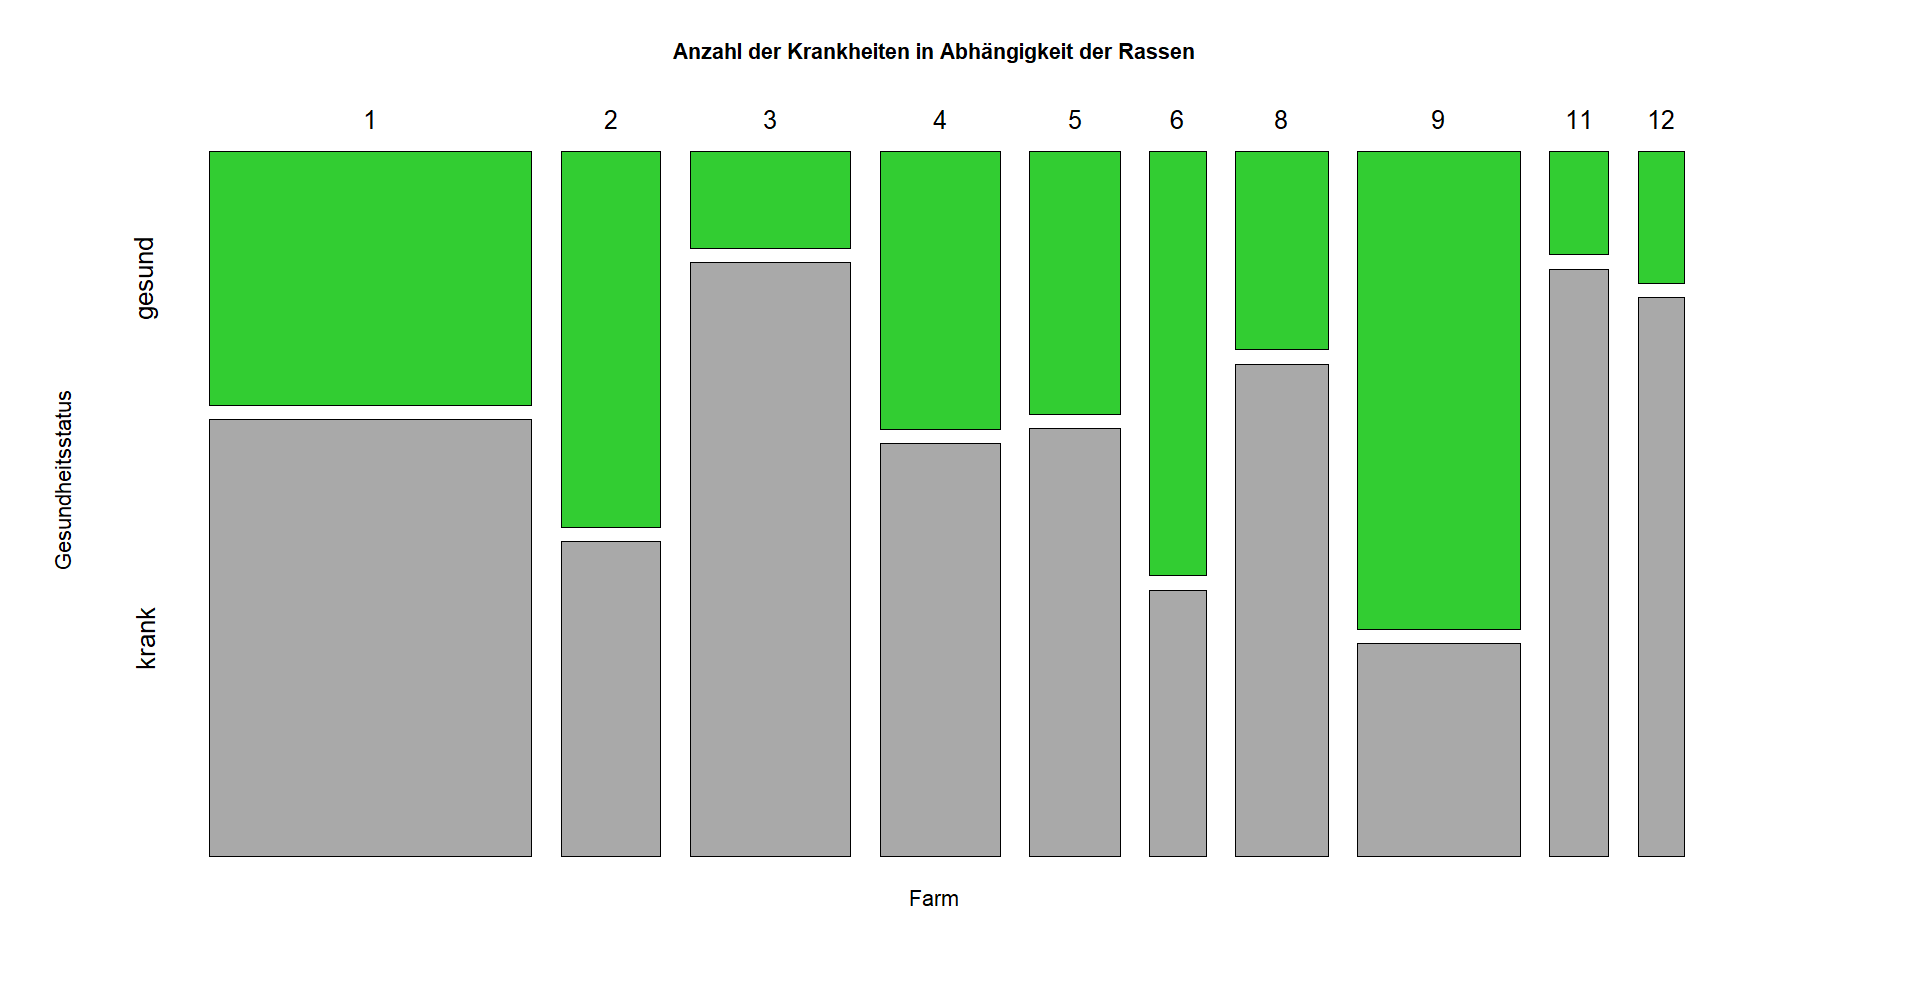 Anzahl der Krankheiten in Abhängigkeit der Rassen
1 2 3 4 5 6 8 9 11 12
gesund
Gesundheitsstatus
krank
Farm